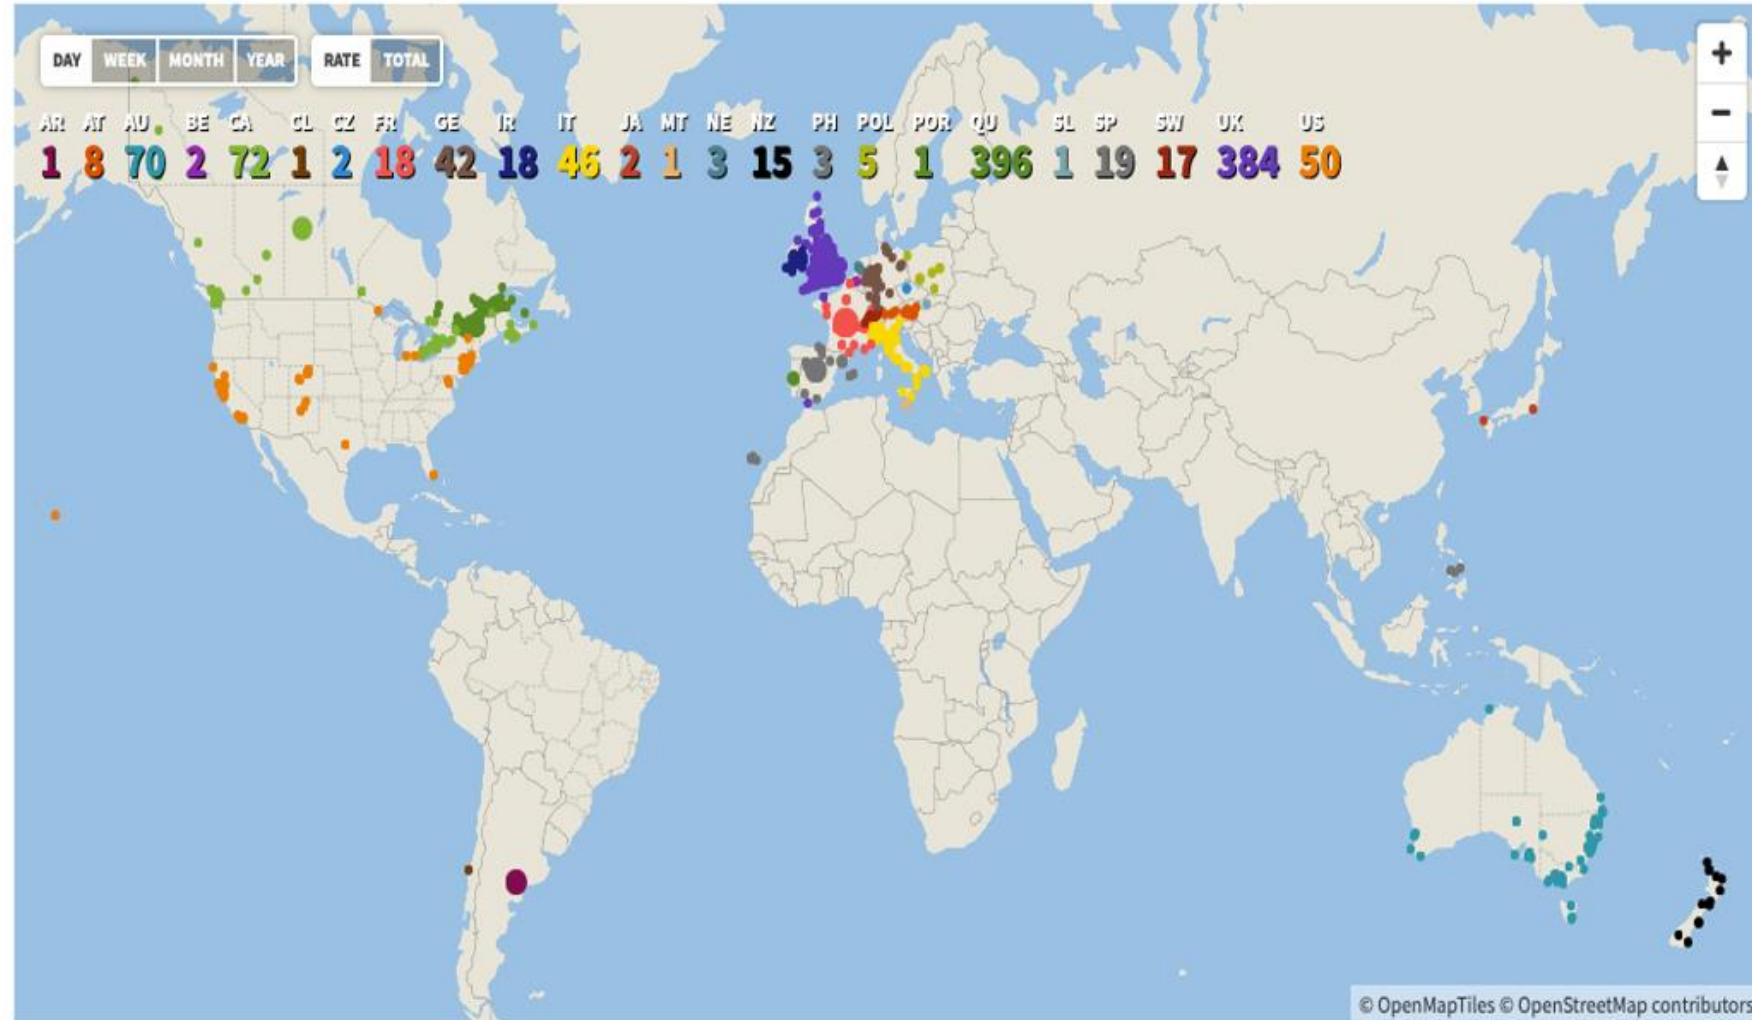 DAY WEEK MONTH YEAR RATE TOTAL +
−
AR AT AU BE CA CL CZ FR GE IR IT JA MT NE NZ PH POL POR QU SL SP SW UK US
1 8 70 2 72 1 2 18 42 18 46 2 1 3 15 3 5 1 396 1 19 17 384 50
© OpenMapTiles © OpenStreetMap contributors